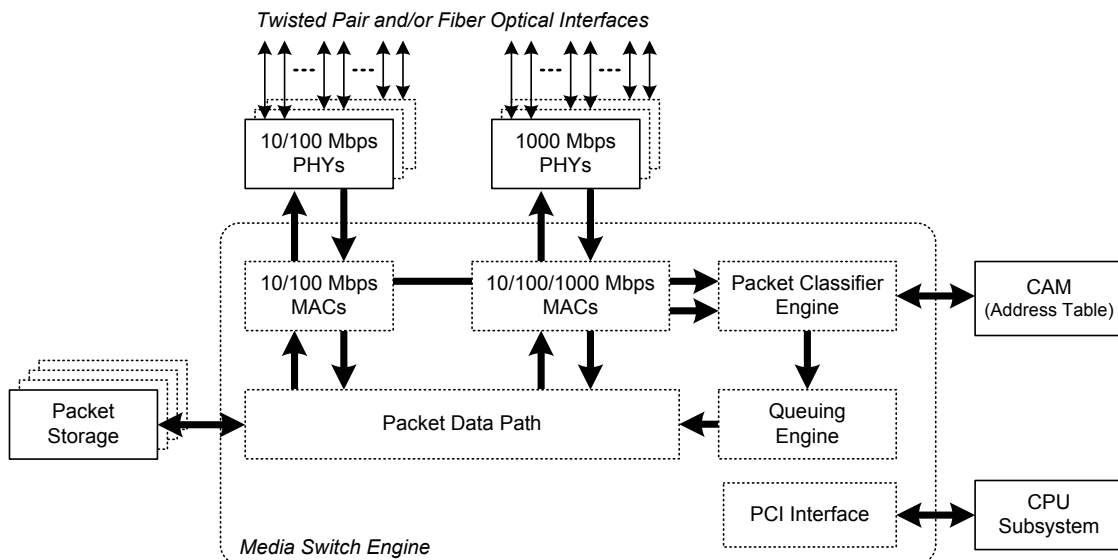 Twisted Pair and/or Fiber Optical Interfaces
10/100 Mbps
PHYs
1000 Mbps
PHYs
10/100 Mbps
MACs
10/100/1000 Mbps
MACs
Packet Classifier
Engine
CAM
(Address Table)
Packet
Storage
Packet Data Path
Queuing
Engine
PCI Interface
CPU
Subsystem
Media Switch Engine